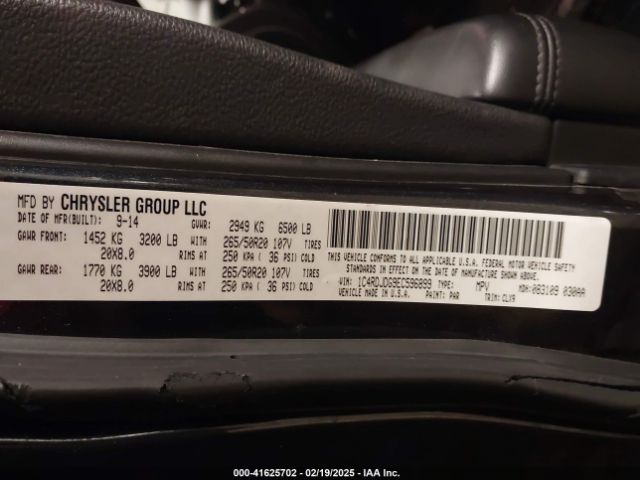 MFD BY CHRYSLER GROUP LLC
DATE OF MFR(BUILT): 9-14 GVWR: 2949 KG 6500 LB
GAWR FRONT: 1452 KG 3200 LB WITH 265/50R20 107V TIRES
20X8.0 RIMS AT 250 KPA ( 36 PSI) COLD
GAWR REAR: 1770 KG 3900 LB WITH 265/50R20 107V TIRES
20X8.0 RIMS AT 250 KPA ( 36 PSI) COLD
THIS VEHICLE CONFORMS TO ALL APPLICABLE U.S.A. FEDERAL MOTOR VEHICLE SAFETY
STANDARDS IN EFFECT ON THE DATE OF MANUFACTURE SHOWN ABOVE.
VIN: 1C4RDJDG9EC596899 TYPE: MPV MDH: 083109 030AA
VEHICLE MADE IN U.S.A. PAINT: PAR TRIM: CLX9
000-41625702 - 02/19/2025 - IAA Branch